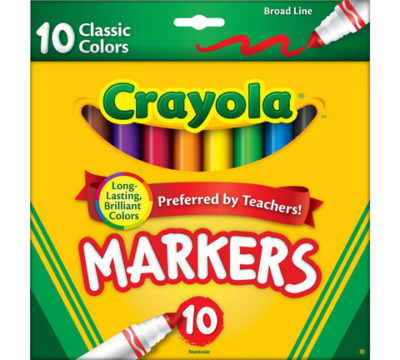 10 Classic
Colors
Broad Line
Crayola
Long-
Lasting,
Brilliant
Colors
Preferred by Teachers!
MARKERS
10
Nontoxic